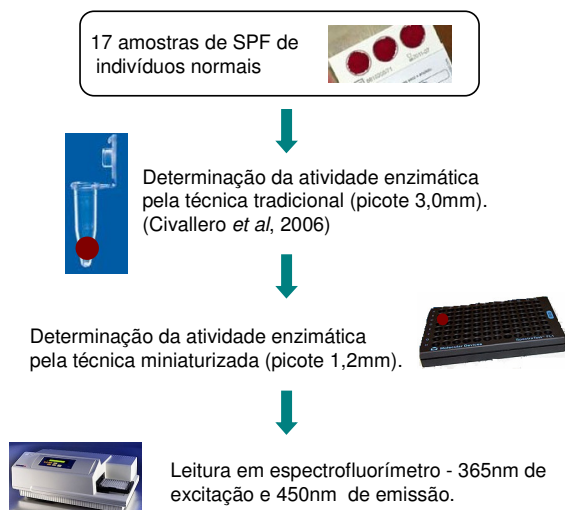 17 amostras de SPF de
indivíduos normais
Determinação da atividade enzimática
pela técnica tradicional (picote 3,0mm).
(Civallero et al, 2006)
Determinação da atividade enzimática
pela técnica miniaturizada (picote 1,2mm).
Molecular Devices
Leitura em espectrofluorímetro - 365nm de
excitação e 450nm de emissão.